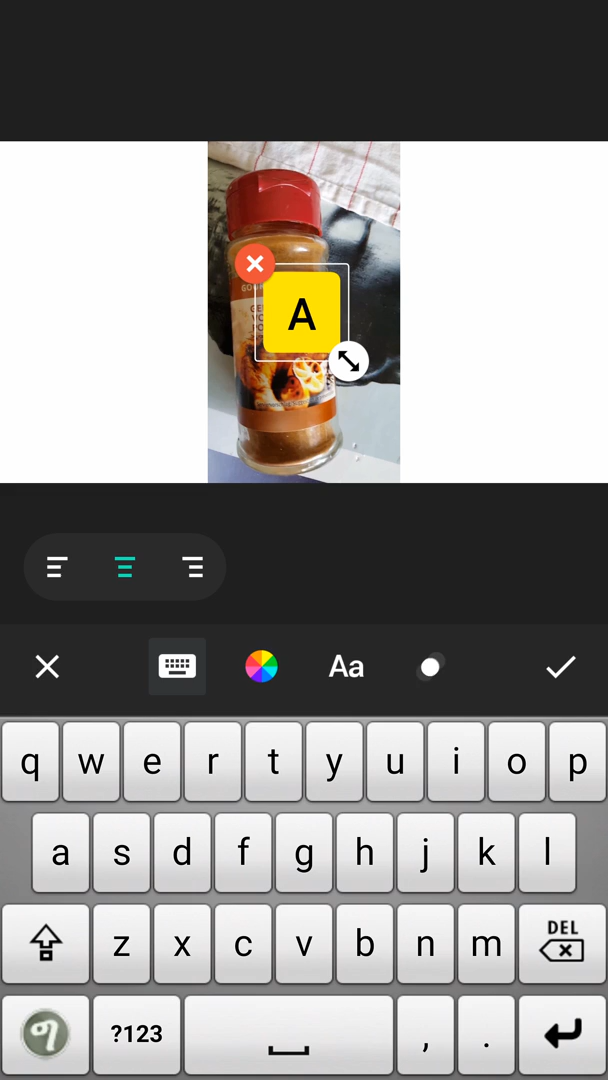 A
Aa
q w e r t y u i o p
a s d f g h j k l
z x c v b n m DEL
?123 , .